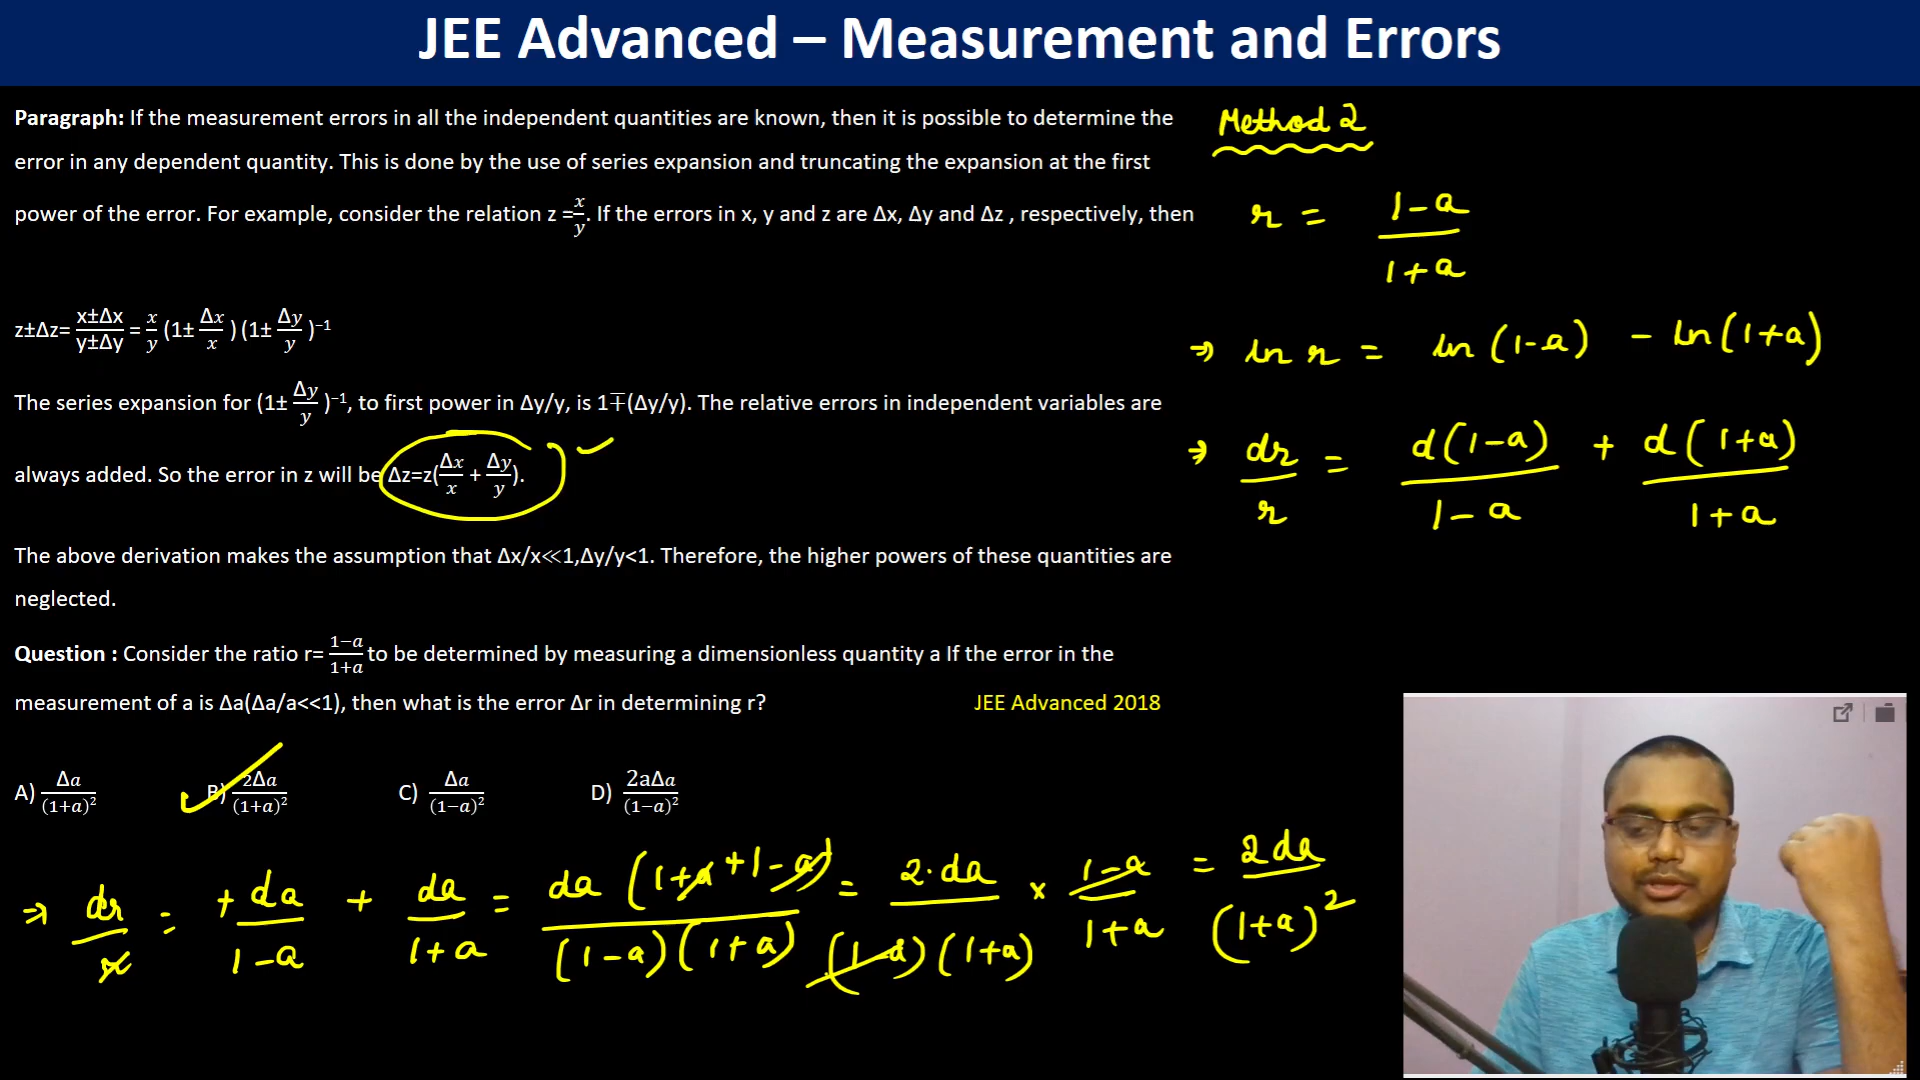 JEE Advanced – Measurement and Errors
Paragraph: If the measurement errors in all the independent quantities are known, then it is possible to determine the
error in any dependent quantity. This is done by the use of series expansion and truncating the expansion at the first
power of the error. For example, consider the relation z =x/y. If the errors in x, y and z are Δx, Δy and Δz , respectively, then
z±Δz= x±Δx/y±Δy = x/y (1± Δx/x ) (1± Δy/y )⁻¹
The series expansion for (1± Δy/y )⁻¹, to first power in Δy/y, is 1∓(Δy/y). The relative errors in independent variables are
always added. So the error in z will be Δz=z(Δx/x + Δy/y).
The above derivation makes the assumption that Δx/x≪1,Δy/y<1. Therefore, the higher powers of these quantities are
neglected.
Question : Consider the ratio r= 1−a/1+a to be determined by measuring a dimensionless quantity a If the error in the
measurement of a is Δa(Δa/a<<1), then what is the error Δr in determining r?
JEE Advanced 2018
A) Δa/(1+a)² B) 2Δa/(1+a)² C) Δa/(1−a)² D) 2aΔa/(1−a)²
Method 2
r = 1-a/1+a
⇒ ln r = ln (1-a) - ln (1+a)
⇒ dr/r = d(1-a)/1-a + d(1+a)/1+a
⇒ dr/r = +da/1-a + da/1+a = da (1+a+1-a)/(1-a)(1+a) = 2·da/(1-a)(1+a) × 1-a/1+a = 2da/(1+a)²